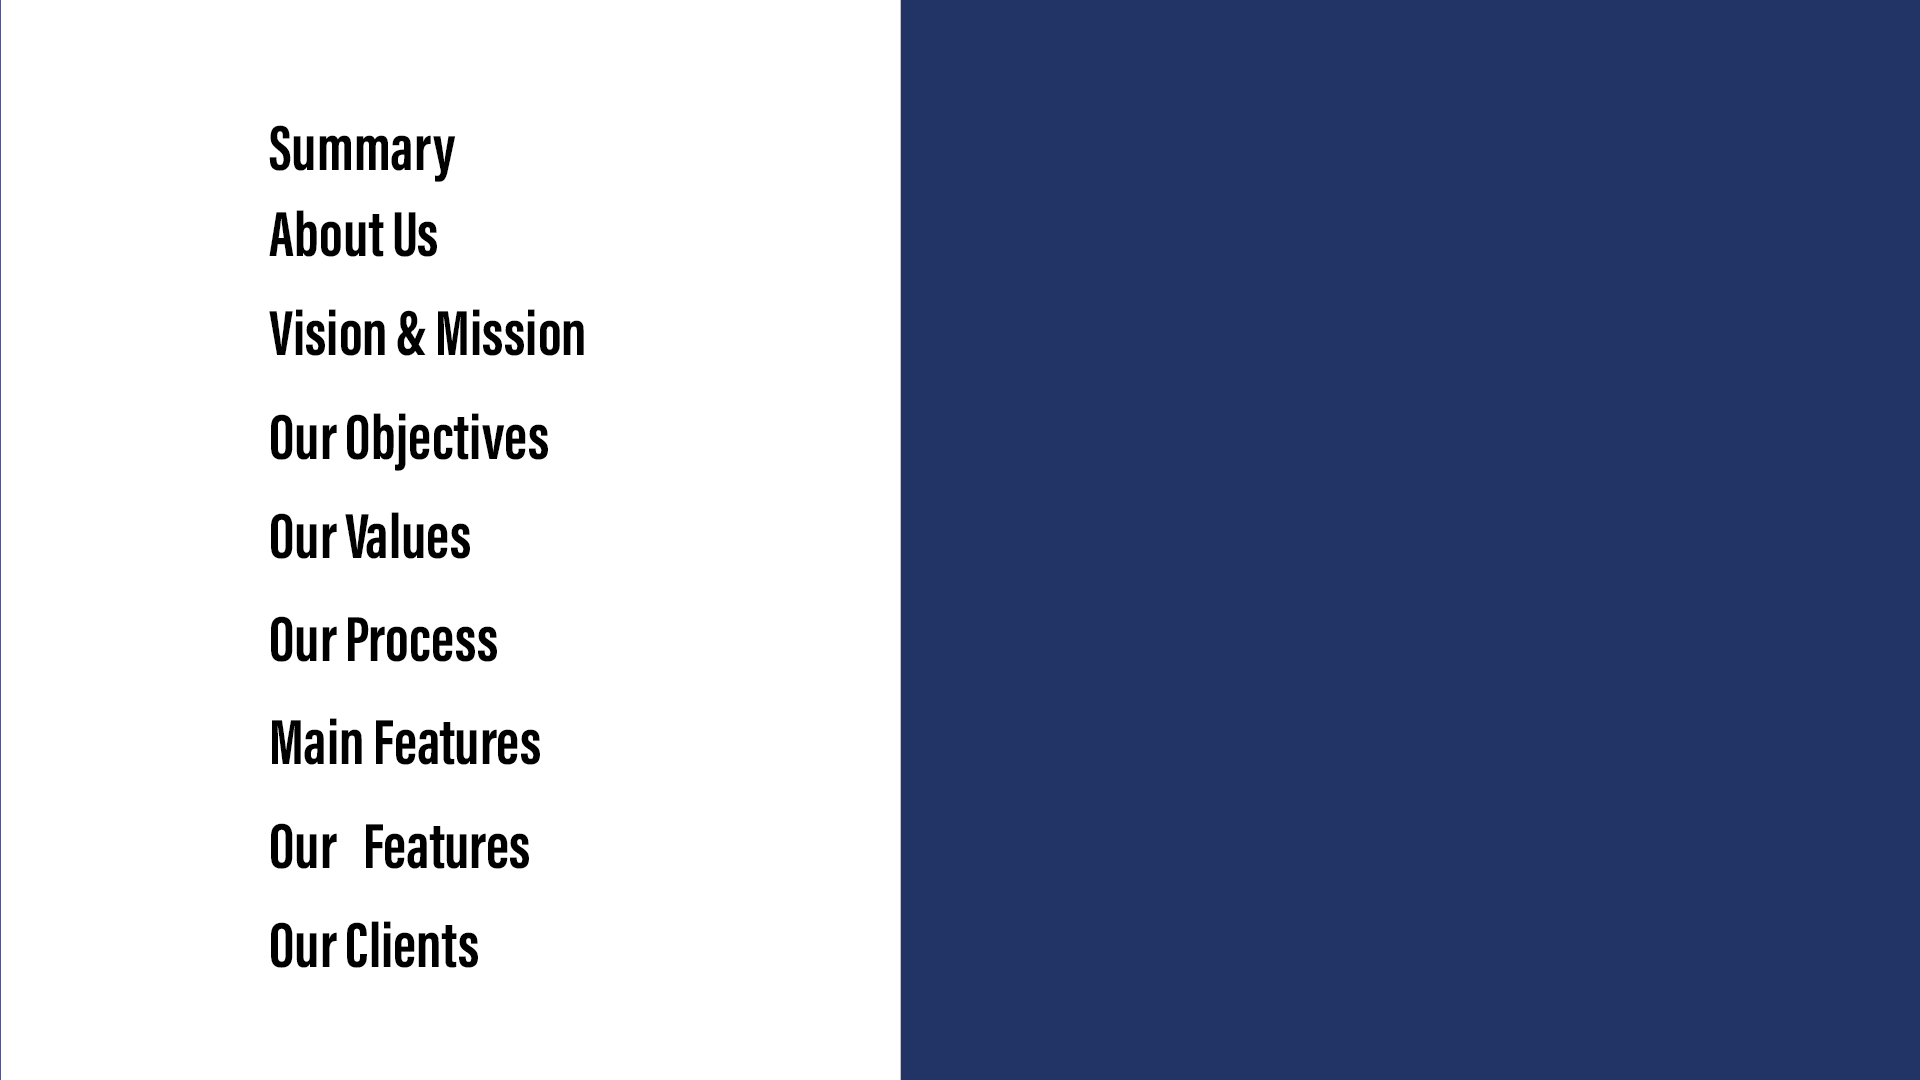 Summary
About Us
Vision & Mission
Our Objectives
Our Values
Our Process
Main Features
Our Features
Our Clients